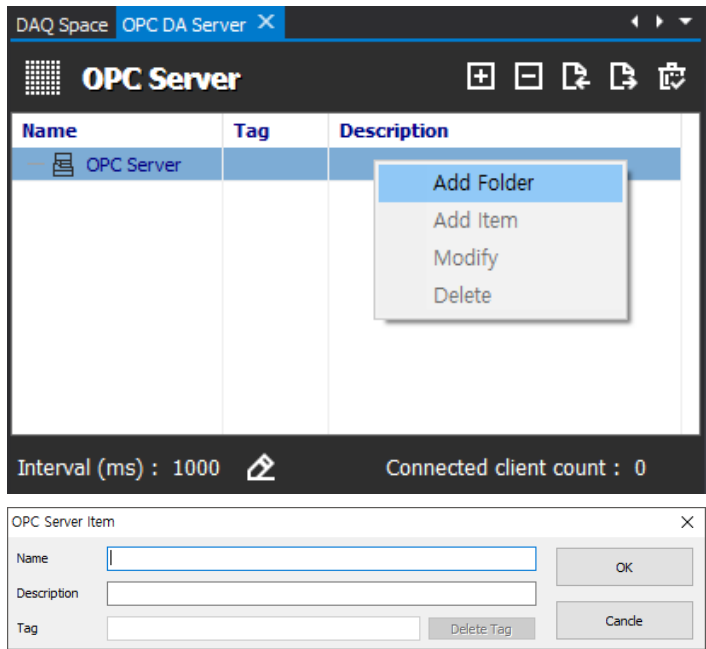 DAQ Space OPC DA Server
OPC Server
Name Tag Description
OPC Server
Add Folder
Add Item
Modify
Delete
Interval (ms) : 1000 Connected client count : 0
OPC Server Item
Name OK
Description
Tag Delete Tag Cancle